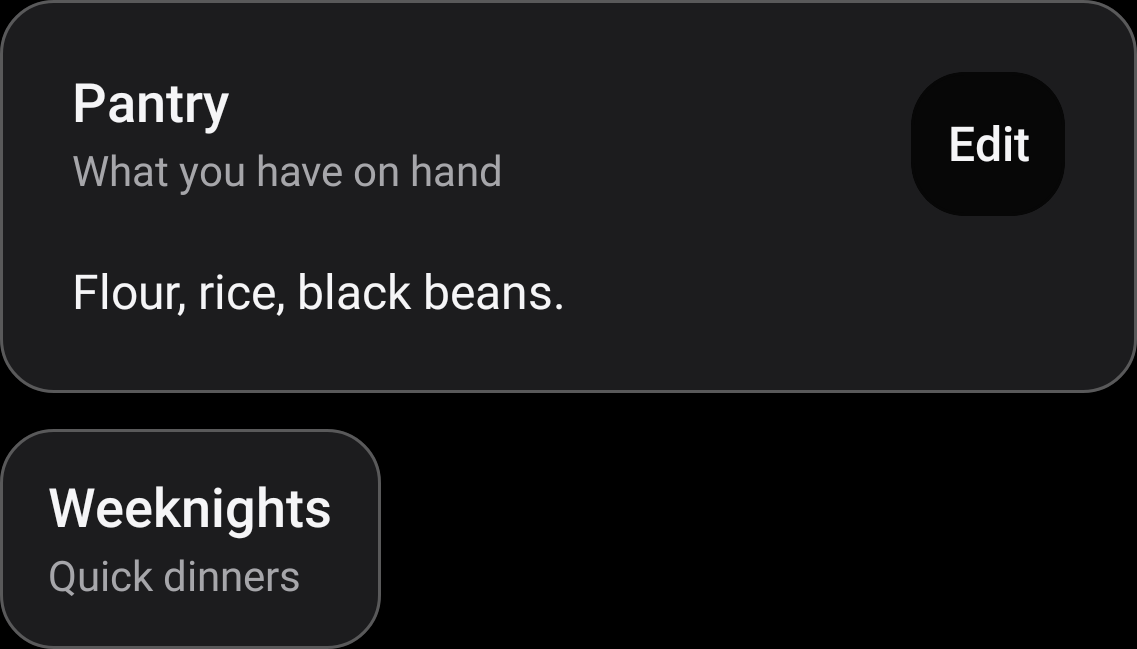 Pantry
What you have on hand
Edit
Flour, rice, black beans.
Weeknights
Quick dinners